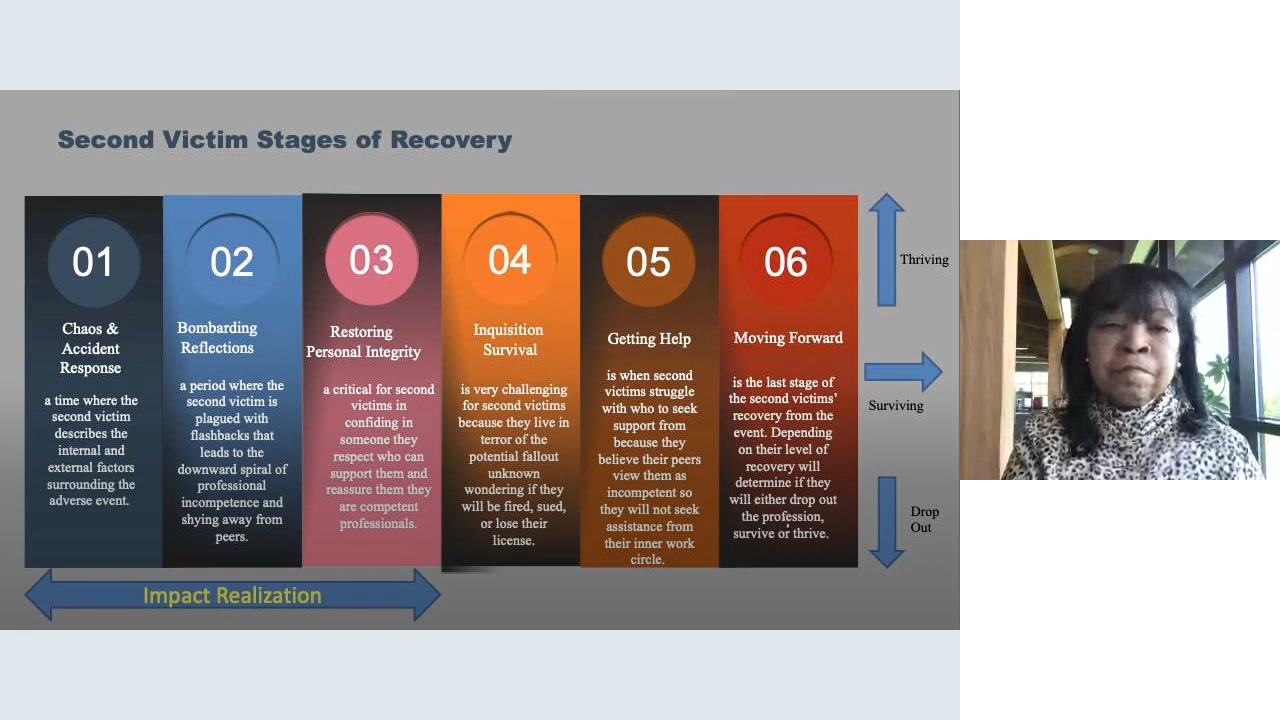 Second Victim Stages of Recovery
01
Chaos &
Accident
Response
a time where the
second victim
describes the
internal and
external factors
surrounding the
adverse event.
02
Bombarding
Reflections
a period where the
second victim is
plagued with
flashbacks that
leads to the
downward spiral of
professional
incompetence and
shying away from
peers.
03
Restoring
Personal Integrity
a critical for second
victims in
confiding in
someone they
respect who can
support them and
reassure them they
are competent
professionals.
04
Inquisition
Survival
is very challenging
for second victims
because they live in
terror of the
potential fallout
unknown
wondering if they
will be fired, sued,
or lose their
license.
05
Getting Help
is when second
victims struggle
with who to seek
support from
because they
believe their peers
view them as
incompetent so
they will not seek
assistance from
their inner work
circle.
06
Moving Forward
is the last stage of
the second victims’
recovery from the
event. Depending
on their level of
recovery will
determine if they
will either drop out
the profession,
survive or thrive.
Thriving
Surviving
Drop
Out
Impact Realization